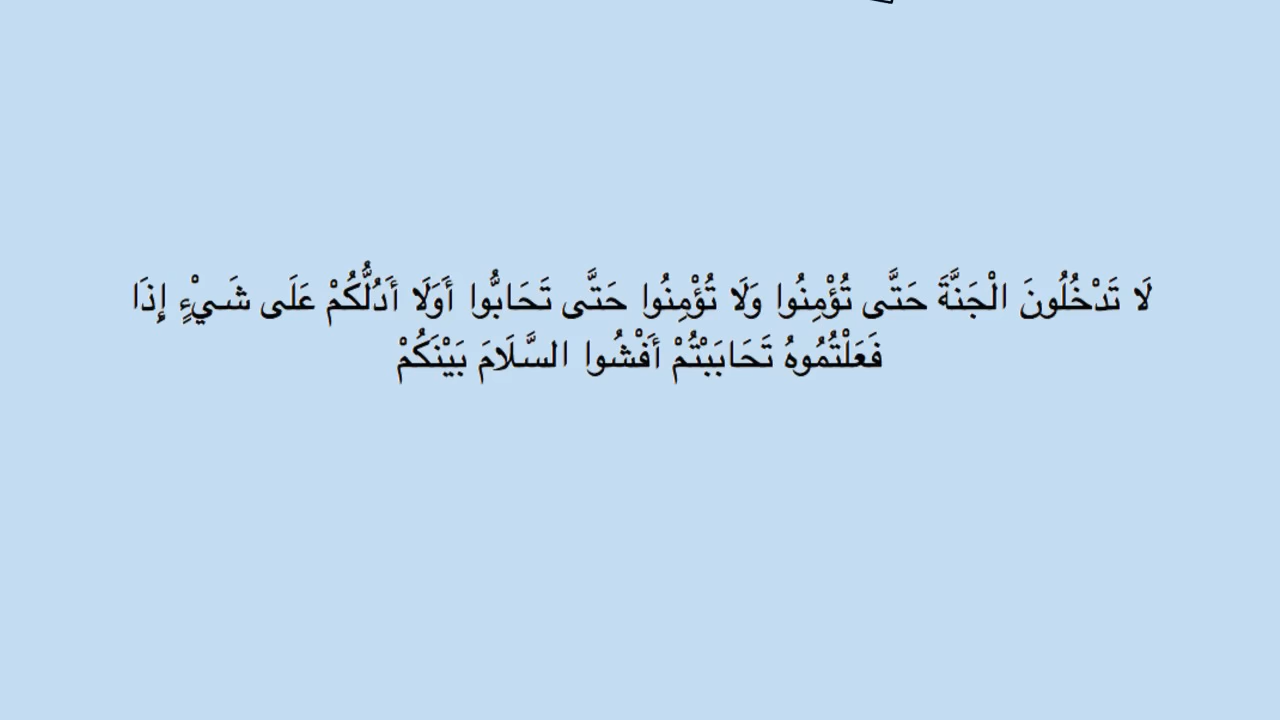 لَا تَدْخُلُونَ الْجَنَّةَ حَتَّى تُؤْمِنُوا وَلَا تُؤْمِنُوا حَتَّى تَحَابُّوا أَوَلَا أَدُلُّكُمْ عَلَى شَيْءٍ إِذَا
فَعَلْتُمُوهُ تَحَابَبْتُمْ أَفْشُوا السَّلَامَ بَيْنَكُمْ